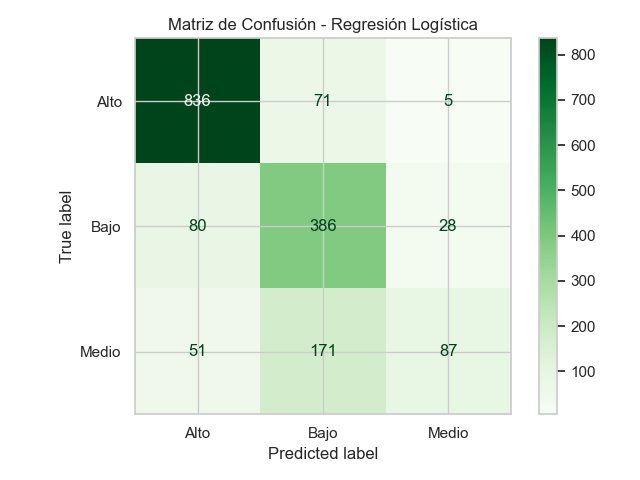 Matriz de Confusión - Regresión Logística
True label
Alto
836
71
5
Bajo
80
386
28
Medio
51
171
87
Alto
Bajo
Medio
Predicted label
800
700
600
500
400
300
200
100